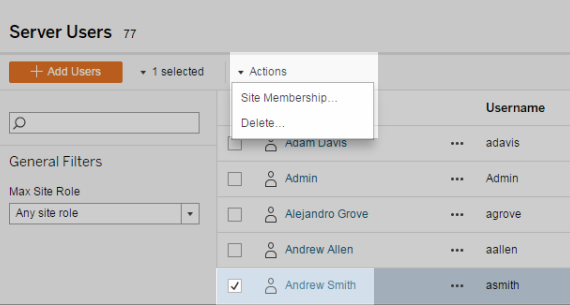 Server Users 77
+ Add Users
1 selected
Actions
Site Membership...
Delete...
Username
General Filters
Max Site Role
Any site role
Adam Davis ... adavis
Admin ... Admin
Alejandro Grove ... agrove
Andrew Allen ... aallen
Andrew Smith ... asmith